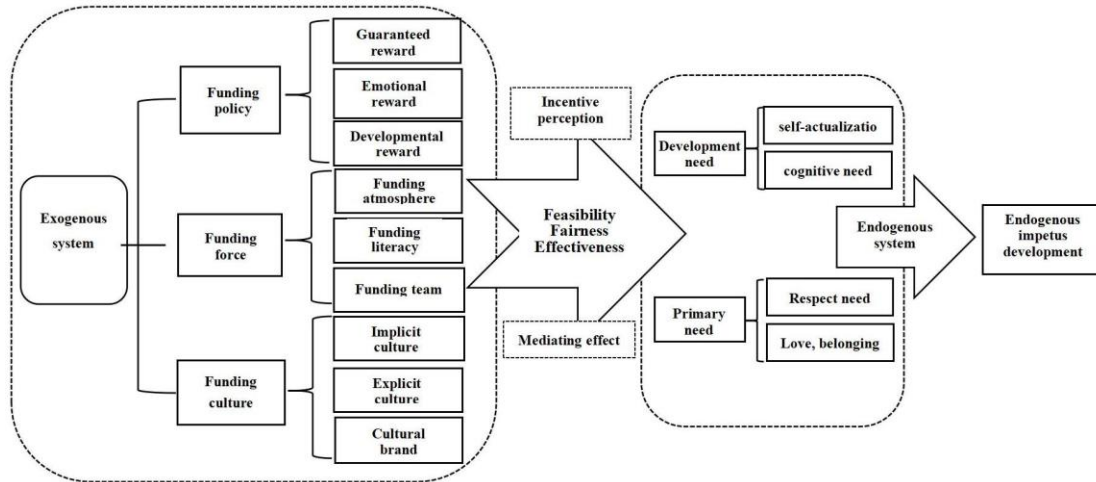 Exogenous
system
Funding
policy
Guaranteed
reward
Emotional
reward
Developmental
reward
Funding
force
Funding
atmosphere
Funding
literacy
Funding team
Funding
culture
Implicit
culture
Explicit
culture
Cultural
brand
Incentive
perception
Feasibility
Fairness
Effectiveness
Mediating effect
Development
need
self-actualizatio
cognitive need
Primary
need
Respect need
Love, belonging
Endogenous
system
Endogenous
impetus
development